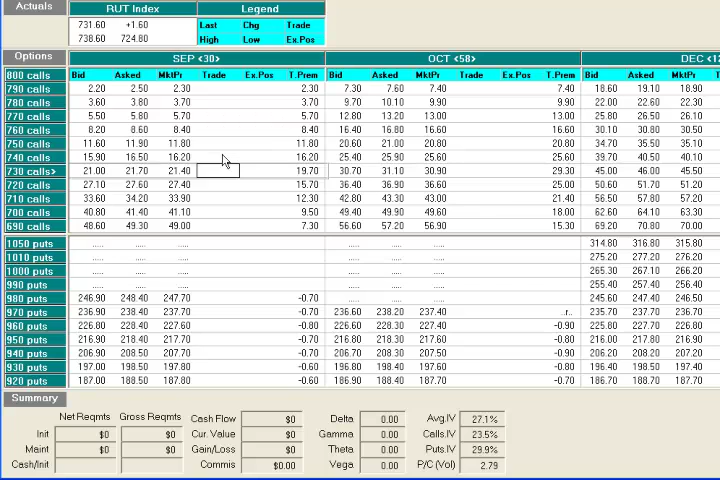 Actuals RUT Index Legend
731.60 +1.60 Last Chg Trade
738.60 724.80 High Low Ex.Pos
Options SEP <30> OCT <58> DEC <12
800 calls Bid Asked MktPr Trade Ex.Pos T.Prem Bid Asked MktPr Trade Ex.Pos T.Prem Bid Asked MktPr
790 calls 2.20 2.50 2.30 2.30 7.30 7.60 7.40 7.40 18.60 19.10 18.90
780 calls 3.60 3.80 3.70 3.70 9.70 10.10 9.90 9.90 22.00 22.60 22.30
770 calls 5.50 5.80 5.70 5.70 12.80 13.20 13.00 13.00 25.80 26.50 26.10
760 calls 8.20 8.60 8.40 8.40 16.40 16.80 16.60 16.60 30.10 30.80 30.50
750 calls 11.60 11.90 11.80 11.80 20.60 21.00 20.80 20.80 34.70 35.50 35.10
740 calls 15.90 16.50 16.20 16.20 25.40 25.90 25.60 25.60 39.70 40.50 40.10
730 calls> 21.00 21.70 21.40 19.70 30.70 31.10 30.90 29.30 45.00 46.00 45.50
720 calls 27.10 27.60 27.40 15.70 36.40 36.90 36.60 25.00 50.60 51.70 51.20
710 calls 33.60 34.20 33.90 12.30 42.80 43.30 43.00 21.40 56.50 57.80 57.20
700 calls 40.80 41.40 41.10 9.50 49.40 49.90 49.60 18.00 62.60 64.10 63.30
690 calls 48.60 49.30 49.00 7.30 56.60 57.20 56.90 15.30 69.20 70.80 70.00
1050 puts ..... ..... ..... ..... ..... ..... 314.80 316.80 315.80
1010 puts ..... ..... ..... ..... ..... ..... 275.20 277.20 276.20
1000 puts ..... ..... ..... ..... ..... ..... 265.30 267.10 266.20
990 puts ..... ..... ..... ..... ..... ..... 255.40 257.40 256.40
980 puts 246.90 248.40 247.70 -0.70 ..... ..... ..... 245.60 247.40 246.50
970 puts 236.90 238.40 237.70 -0.70 236.60 238.20 237.40 ..r.. 235.70 237.70 236.70
960 puts 226.80 228.40 227.60 -0.80 226.60 228.30 227.40 -0.90 225.80 227.70 226.80
950 puts 216.90 218.40 217.70 -0.70 216.80 218.30 217.60 -0.80 216.00 217.80 216.90
940 puts 206.90 208.50 207.70 -0.70 206.70 208.30 207.50 -0.90 206.20 208.20 207.20
930 puts 197.00 198.50 197.80 -0.60 196.80 198.40 197.60 -0.80 196.40 198.50 197.40
920 puts 187.00 188.50 187.80 -0.60 186.90 188.40 187.70 -0.70 186.70 188.70 187.70
Summary
Net Reqmts Gross Reqmts Cash Flow $0 Delta 0.00 Avg.IV 27.1%
Init $0 $0 Cur. Value $0 Gamma 0.00 Calls.IV 23.5%
Maint $0 $0 Gain/Loss $0 Theta 0.00 Puts.IV 29.9%
Cash/Init Commis $0.00 Vega 0.00 P/C (Vol) 2.79